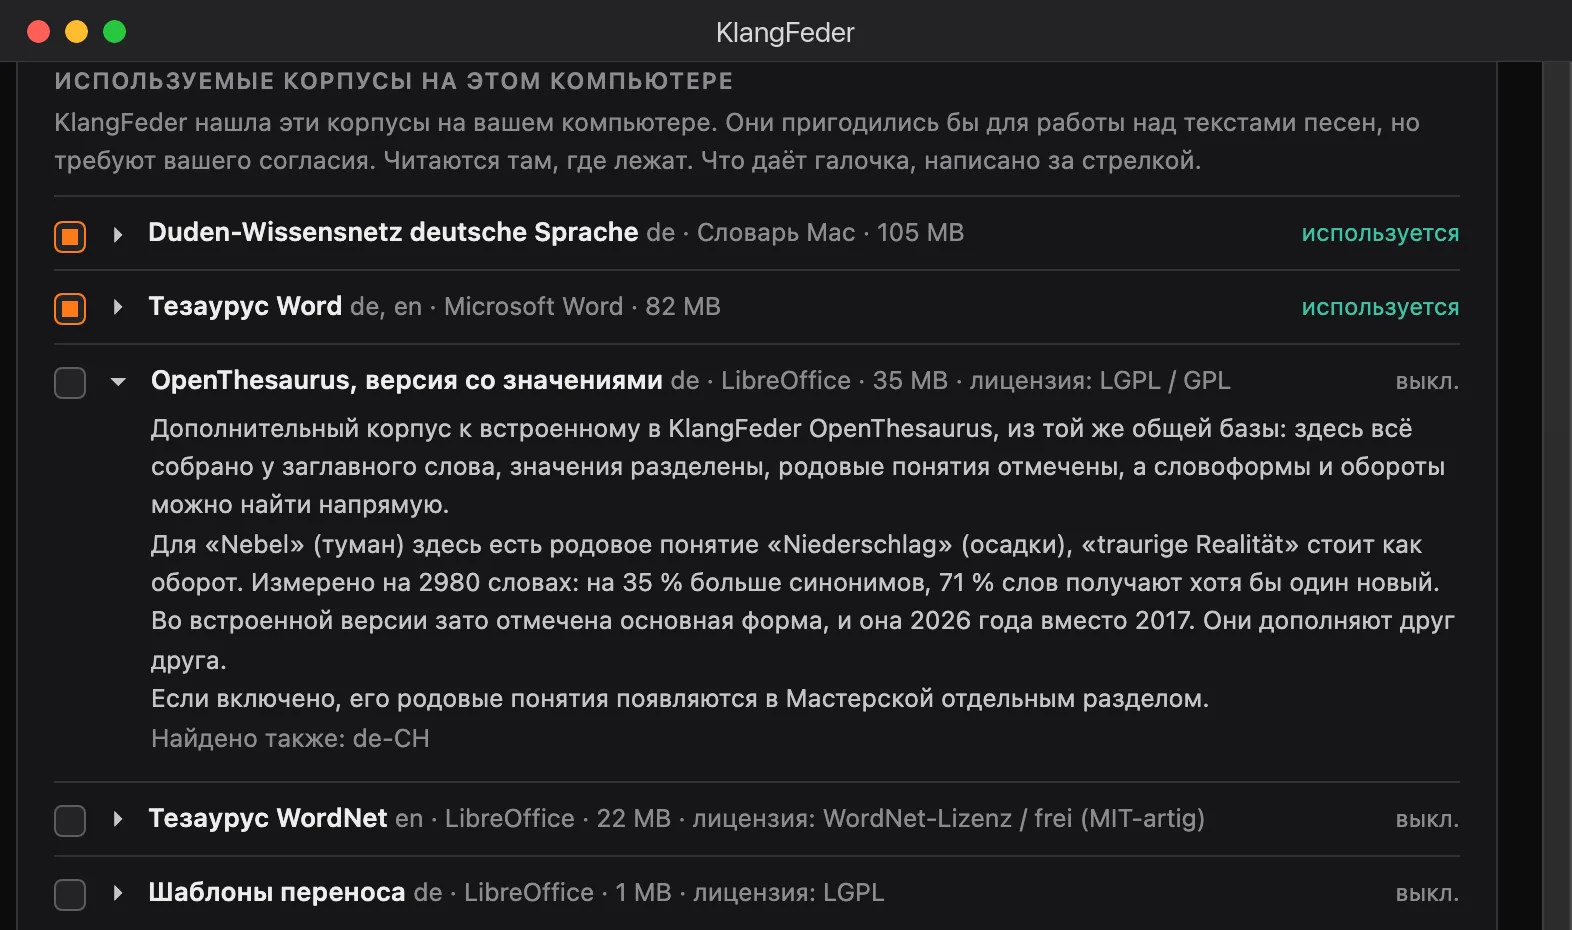 KlangFeder
ИСПОЛЬЗУЕМЫЕ КОРПУСЫ НА ЭТОМ КОМПЬЮТЕРЕ
KlangFeder нашла эти корпусы на вашем компьютере. Они пригодились бы для работы над текстами песен, но
требуют вашего согласия. Читаются там, где лежат. Что даёт галочка, написано за стрелкой.
Duden-Wissensnetz deutsche Sprache de · Словарь Mac · 105 MB используется
Тезаурус Word de, en · Microsoft Word · 82 MB используется
OpenThesaurus, версия со значениями de · LibreOffice · 35 MB · лицензия: LGPL / GPL выкл.
Дополнительный корпус к встроенному в KlangFeder OpenThesaurus, из той же общей базы: здесь всё
собрано у заглавного слова, значения разделены, родовые понятия отмечены, а словоформы и обороты
можно найти напрямую.
Для «Nebel» (туман) здесь есть родовое понятие «Niederschlag» (осадки), «traurige Realität» стоит как
оборот. Измерено на 2980 словах: на 35 % больше синонимов, 71 % слов получают хотя бы один новый.
Во встроенной версии зато отмечена основная форма, и она 2026 года вместо 2017. Они дополняют друг
друга.
Если включено, его родовые понятия появляются в Мастерской отдельным разделом.
Найдено также: de-CH
Тезаурус WordNet en · LibreOffice · 22 MB · лицензия: WordNet-Lizenz / frei (MIT-artig) выкл.
Шаблоны переноса de · LibreOffice · 1 MB · лицензия: LGPL выкл.